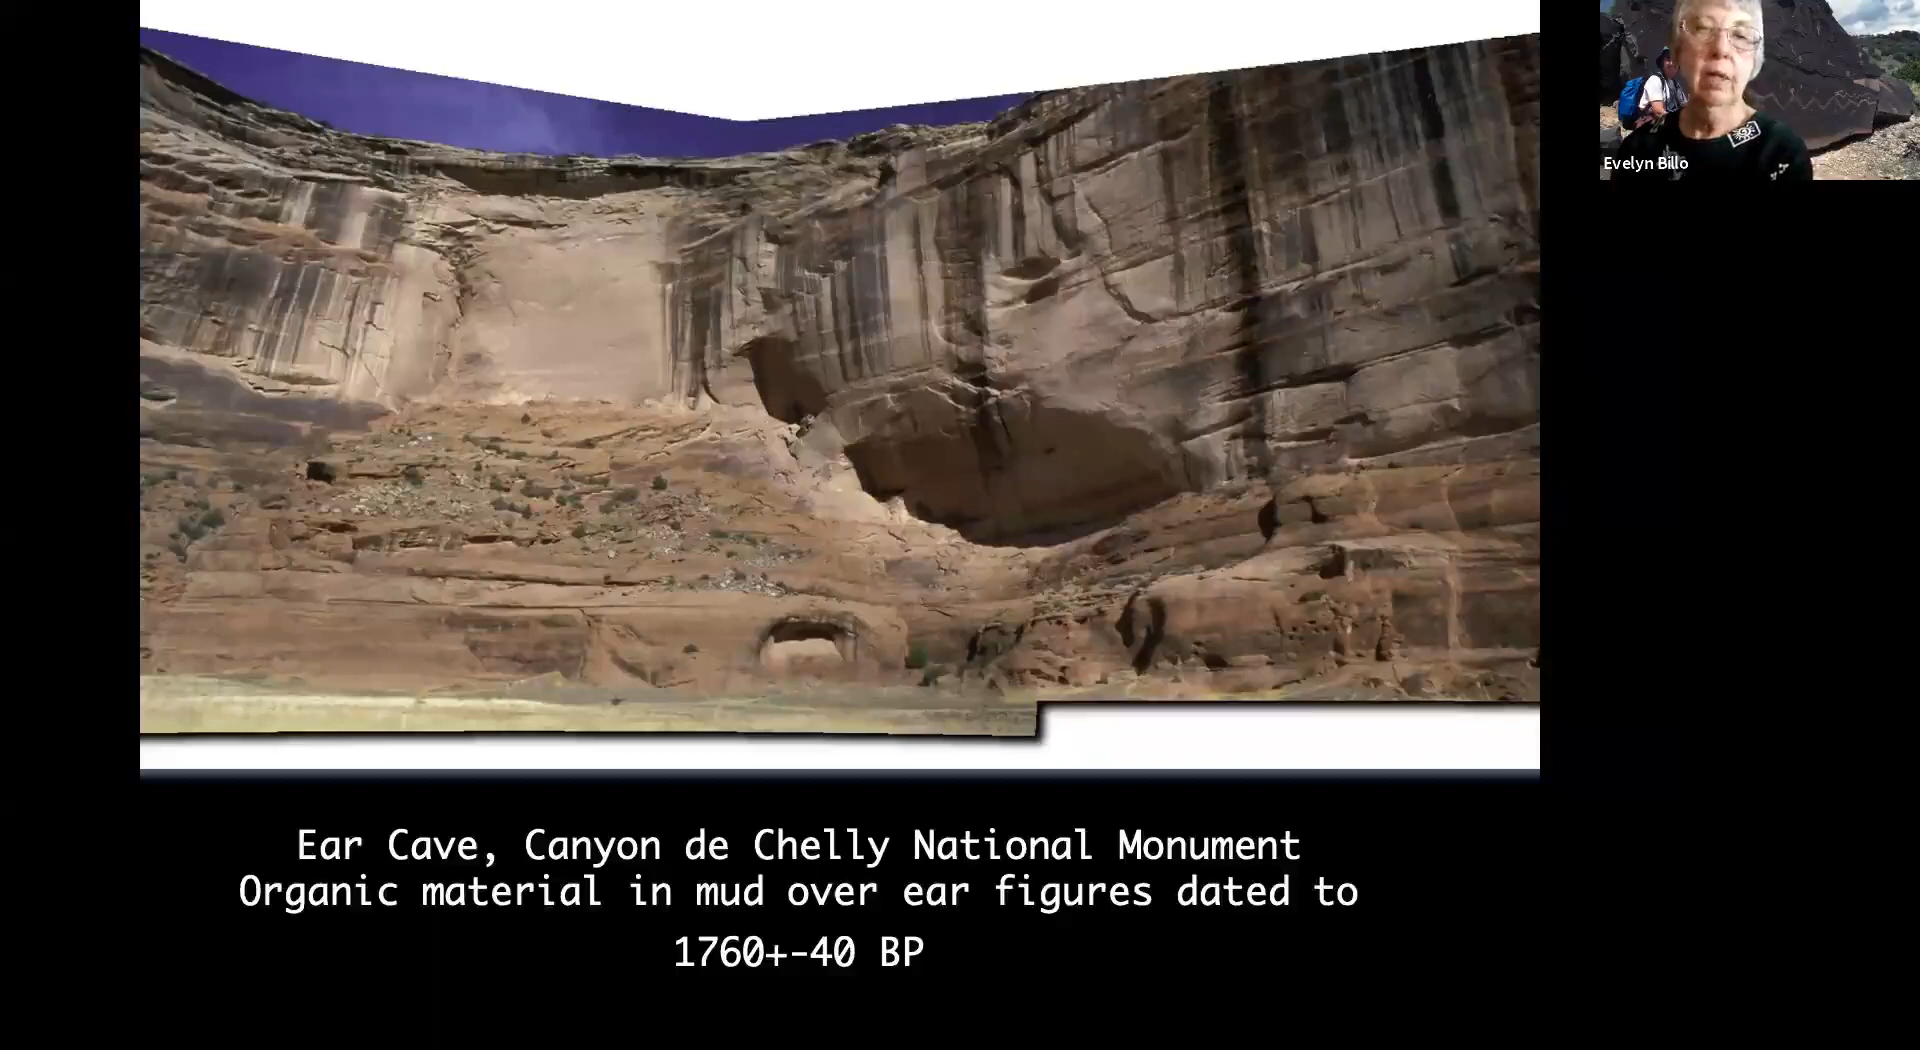 Evelyn Billo
Ear Cave, Canyon de Chelly National Monument
Organic material in mud over ear figures dated to
1760+-40 BP